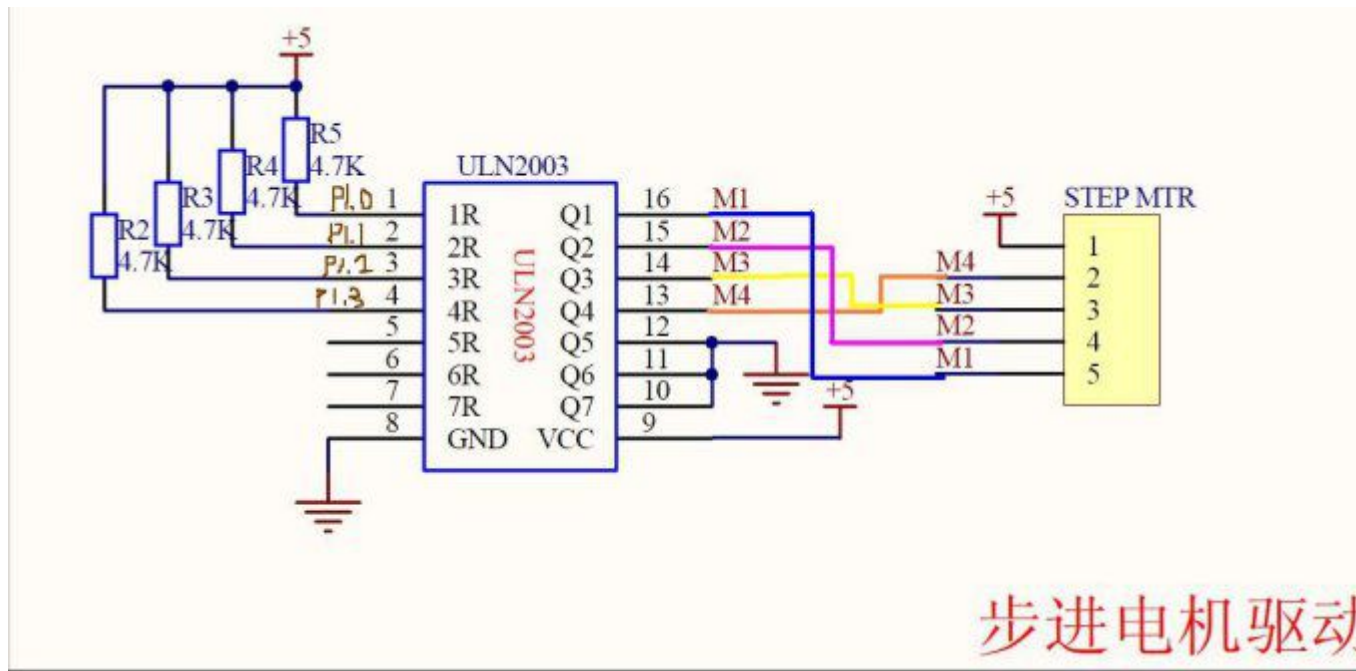 +5
R5
4.7K
R4
4.7K
R3
4.7K
R2
4.7K
ULN2003
P1.0 1 1R Q1 16 M1
P1.1 2 2R Q2 15 M2
P1.2 3 3R Q3 14 M3
P1.3 4 4R Q4 13 M4
5 5R Q5 12
6 6R Q6 11
7 7R Q7 10
8 GND VCC 9
ULN2003
+5
+5
STEP MTR
1
M4 2
M3 3
M2 4
M1 5
步进电机驱动